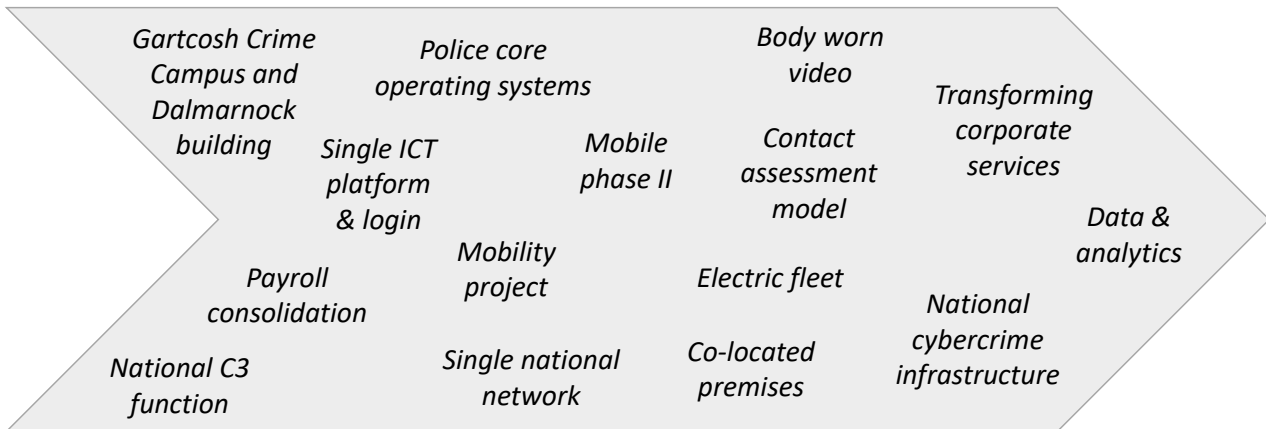 Gartcosh Crime
Campus and
Dalmarnock
building
Police core
operating systems
Body worn
video
Transforming
corporate
services
Single ICT
platform
& login
Mobile
phase II
Contact
assessment
model
Data &
analytics
Payroll
consolidation
Mobility
project
Electric fleet
National
cybercrime
infrastructure
National C3
function
Single national
network
Co-located
premises